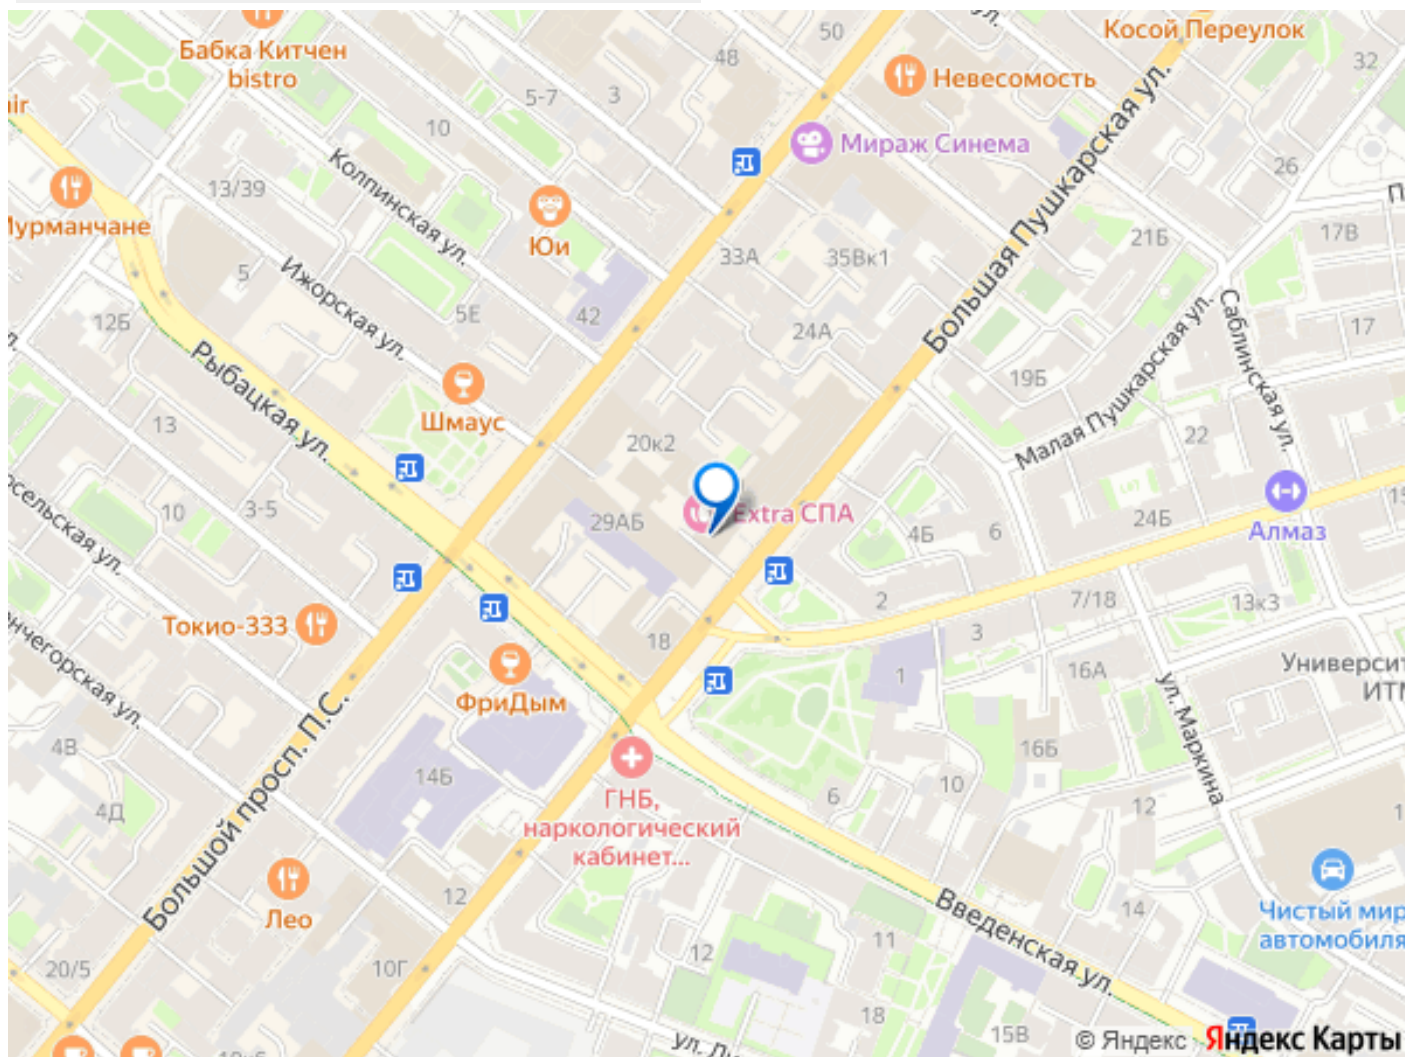 50
Косой Переулок
Бабка Китчен
bistro
48
Невесомость
32
5-7
3
10
Мираж Синема
Большая Пушкарская ул.
26
13/39
Колпинская ул.
Юи
21Б
17В
33А
35Вк1
5
Ижорская ул.
5Е
42
12Б
24А
Саблинская ул.
17
Рыбацкая ул.
19Б
Малая Пушкарская ул.
Шмаус
13
20к2
22
10
3-5
29АБ
Extra СПА
4Б
6
24Б
Алмаз
2
7/18
13к3
Токио-333
18
3
ФриДым
1
16А
Университ
ИТМ
ул. Маркина
Большой просп. П.С.
4В
14Б
16Б
10
4Д
ГНБ,
наркологический
кабинет...
6
12
Лео
12
Введенская ул.
14
Чистый мир
автомобиля
11
12
20/5
10Г
18
15В
© Яндекс
Яндекс Карты